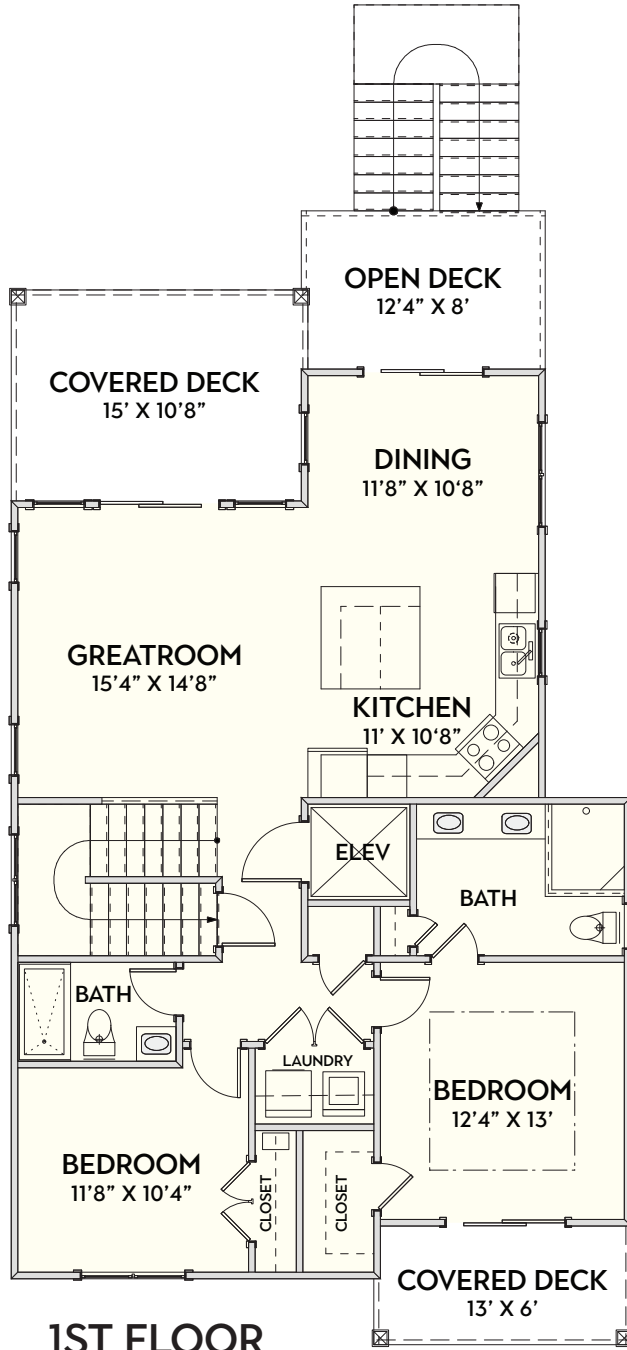 OPEN DECK
12'4” X 8'
COVERED DECK
15' X 10'8”
DINING
11'8” X 10'8”
GREATROOM
15'4” X 14'8”
KITCHEN
11' X 10'8”
ELEV
BATH
BATH
LAUNDRY
BEDROOM
12'4” X 13'
BEDROOM
11'8” X 10'4”
CLOSET
CLOSET
COVERED DECK
13' X 6'
1ST FLOOR